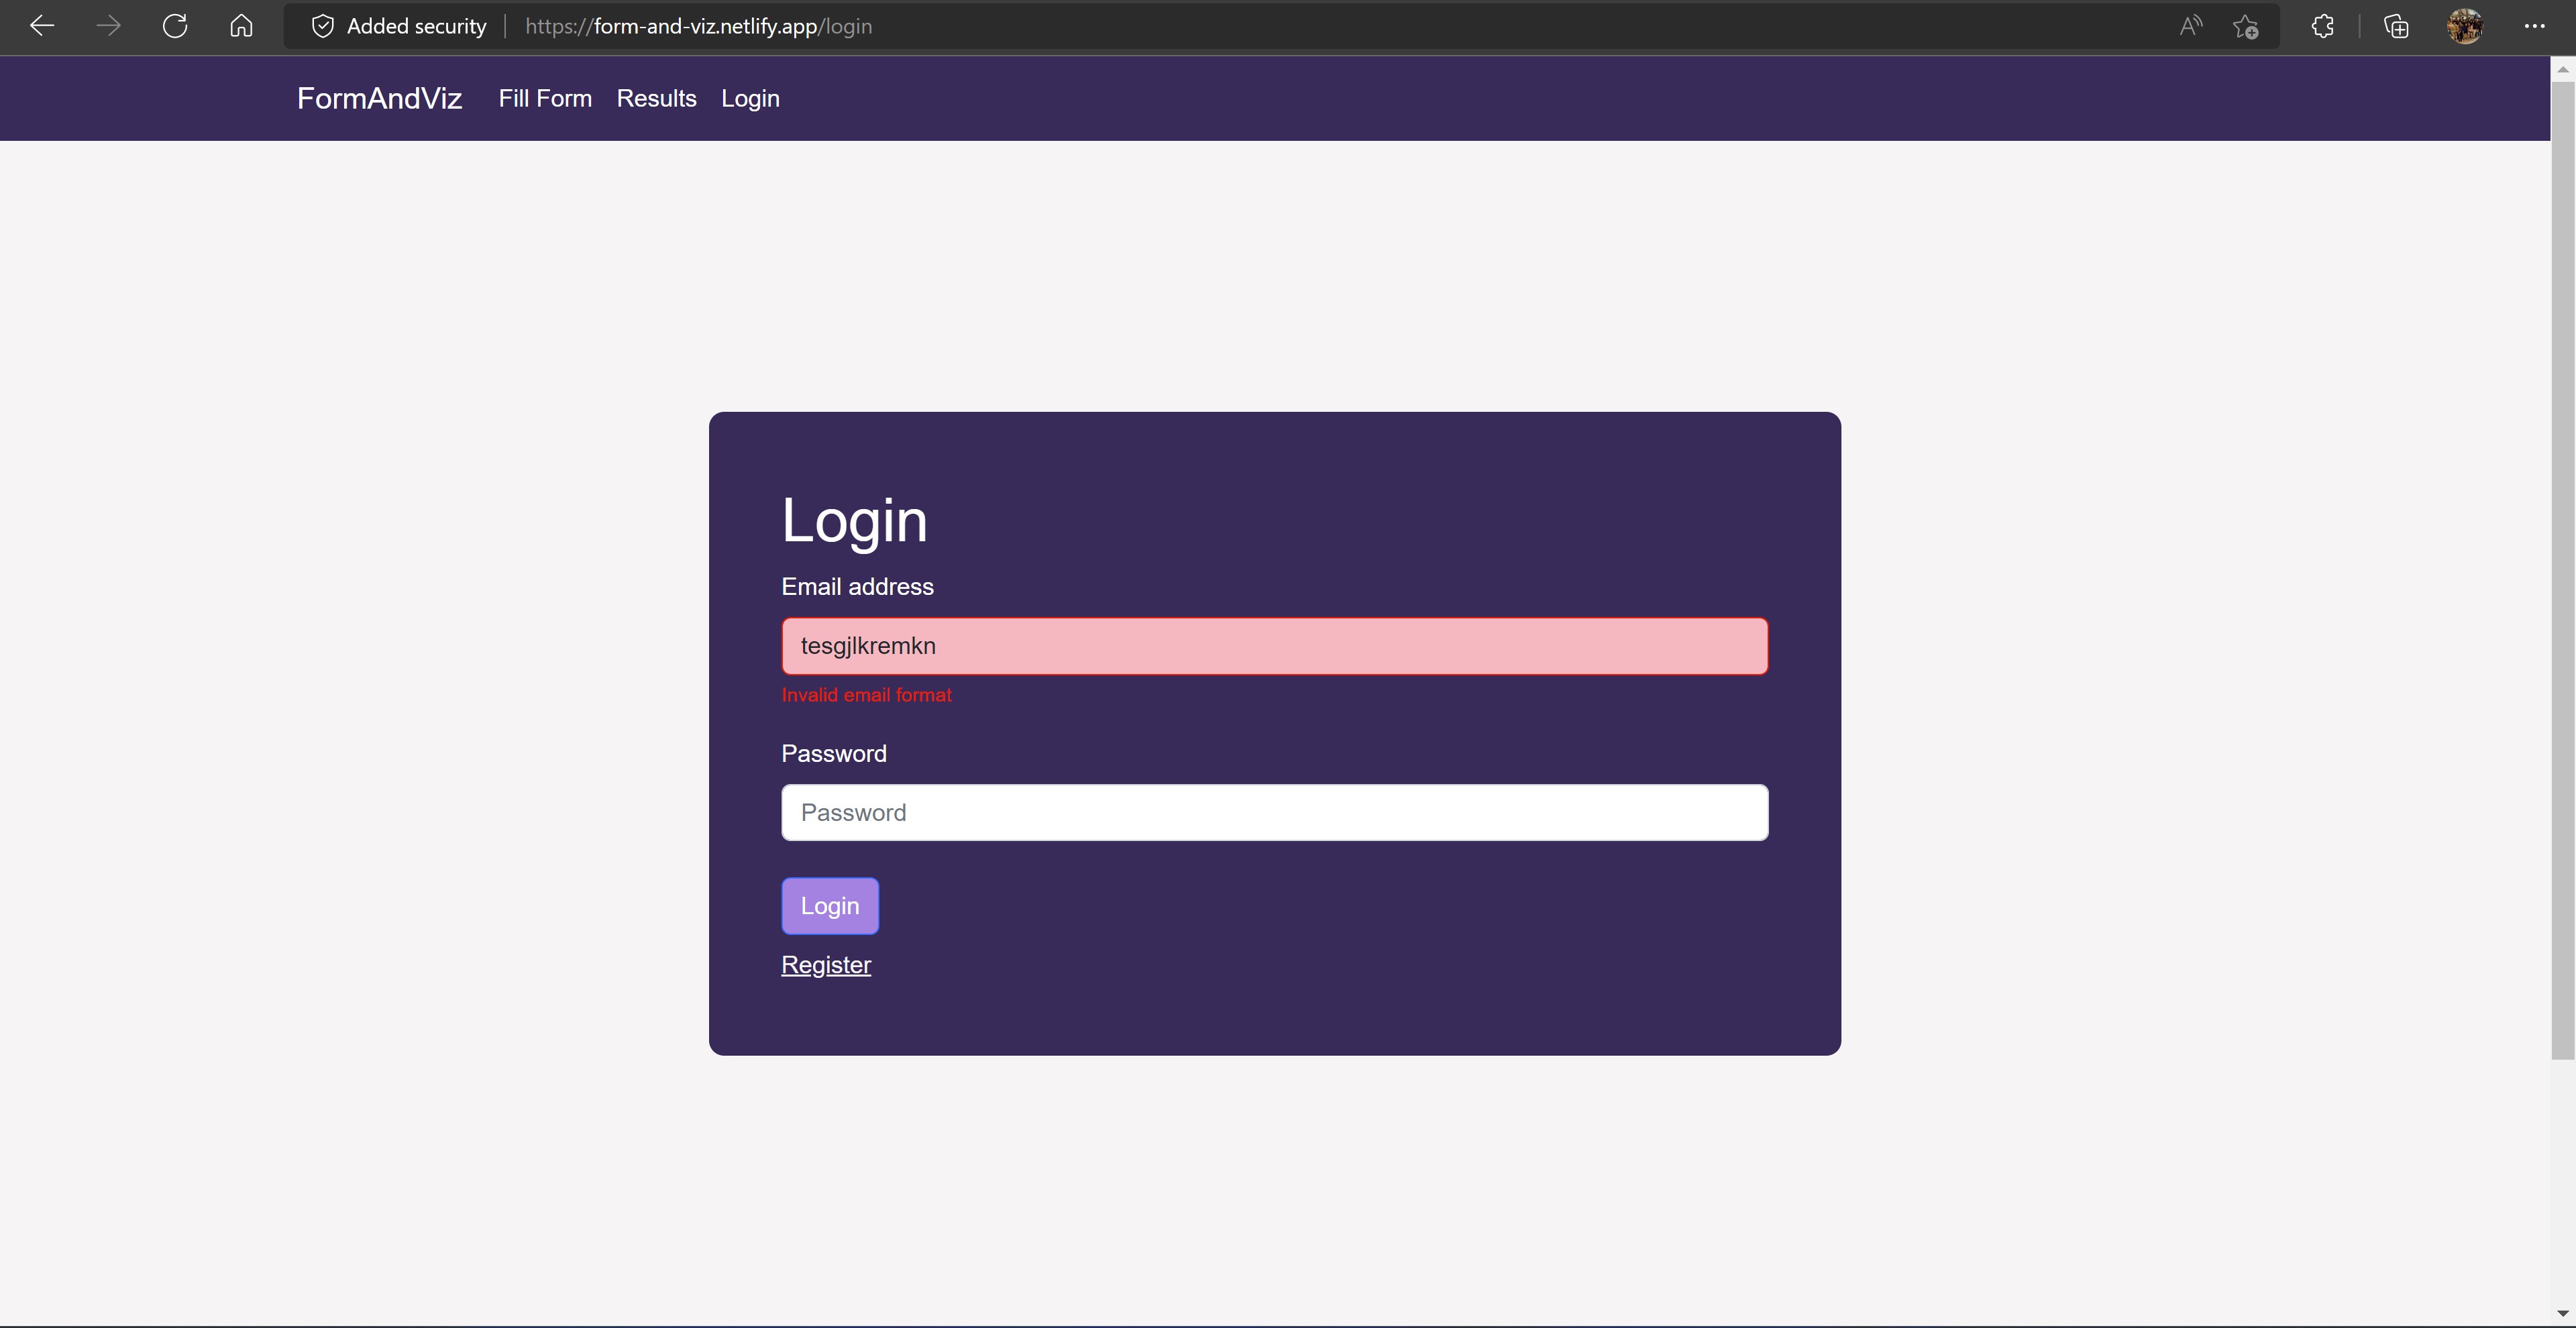 Added security https://form-and-viz.netlify.app/login
FormAndViz Fill Form Results Login
Login
Email address
tesgjlkremkn
Invalid email format
Password
Password
Login
Register